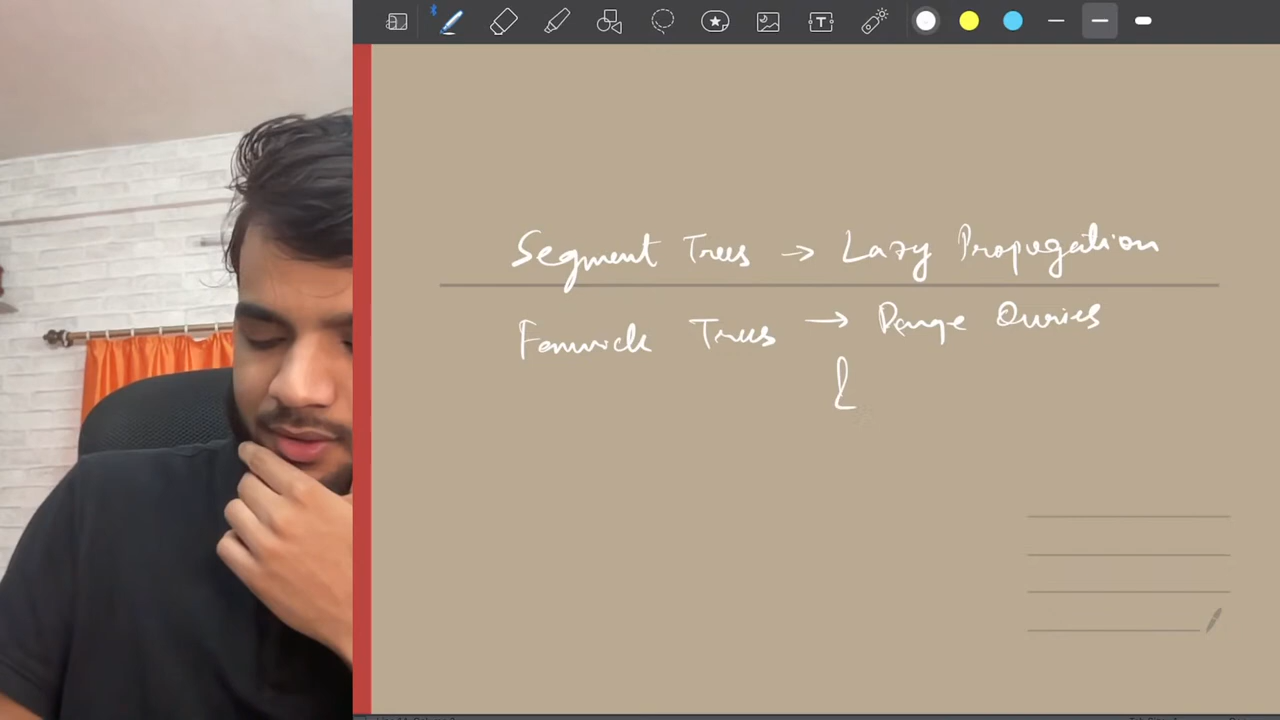 Segment Trees → Lazy Propagation
Fenwick Trees → Range Queries